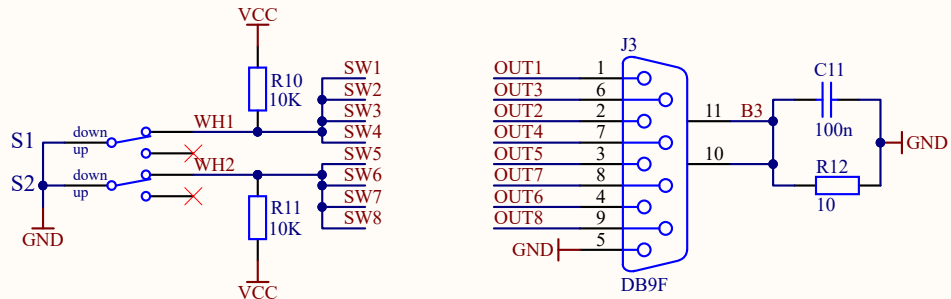 VCC
R10
10K
SW1
SW2
SW3
SW4
S1
down
up
WH1
S2
down
up
WH2
SW5
SW6
SW7
SW8
R11
10K
GND
VCC
J3
OUT1 1
OUT3 6
OUT2 2
OUT4 7
OUT5 3
OUT7 8
OUT6 4
OUT8 9
GND 5
DB9F
11 B3
10
C11
100n
GND
R12
10